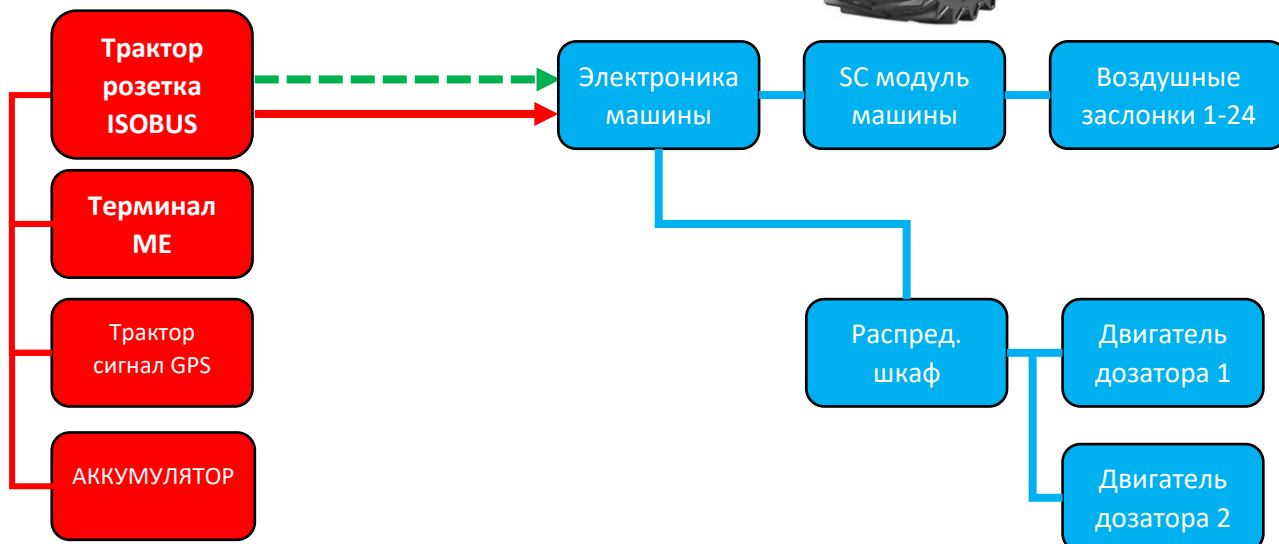 Трактор
розетка
ISOBUS
Электроника
машины
SC модуль
машины
Воздушные
заслонки 1-24
Терминал
ME
Трактор
сигнал GPS
Распред.
шкаф
Двигатель
дозатора 1
АККУМУЛЯТОР
Двигатель
дозатора 2